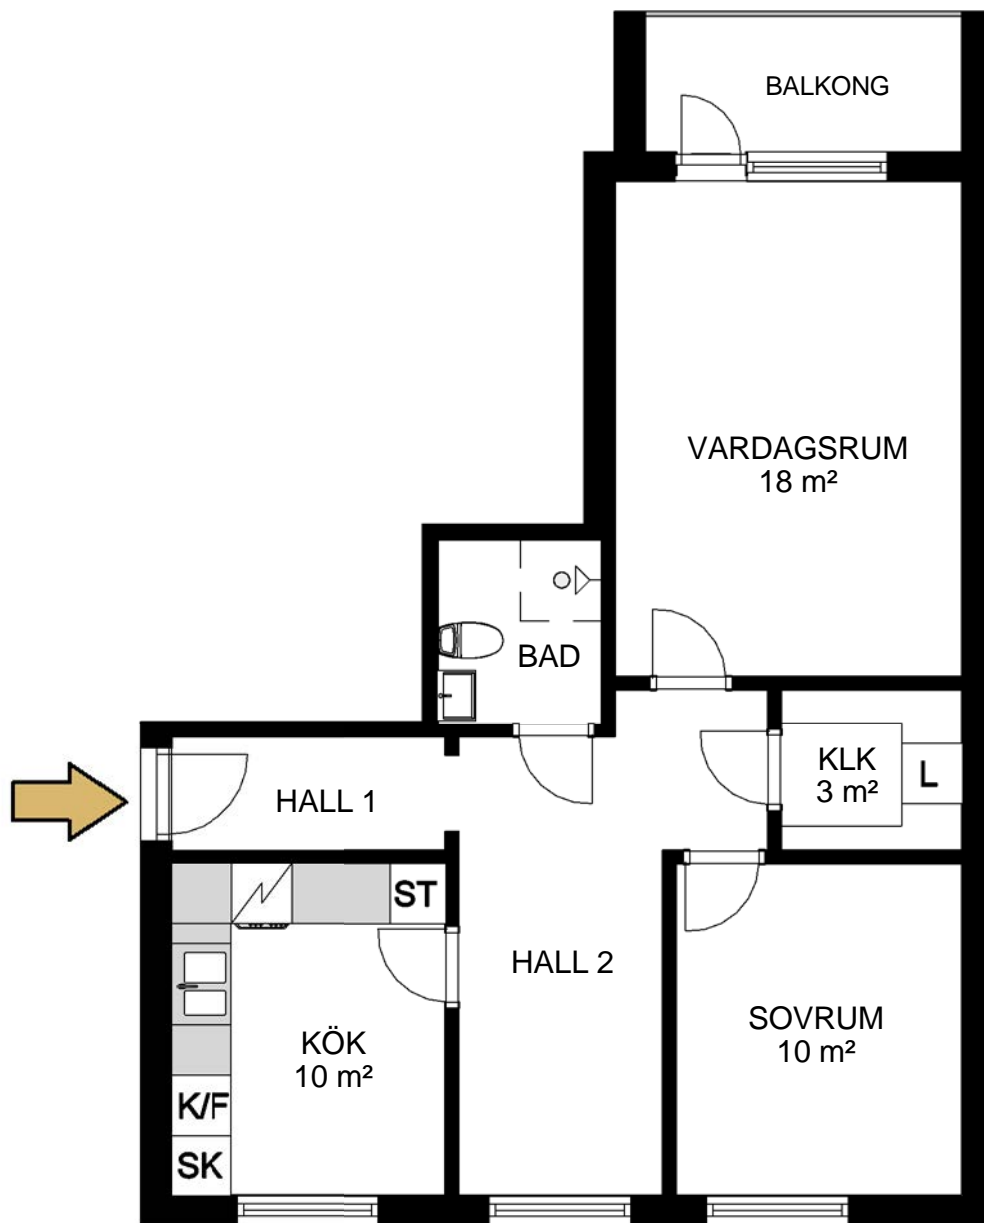 BALKONG
VARDAGSRUM
18 m²
BAD
KLK
3 m²
L
HALL 1
ST
HALL 2
SOVRUM
10 m²
KÖK
10 m²
K/F
SK